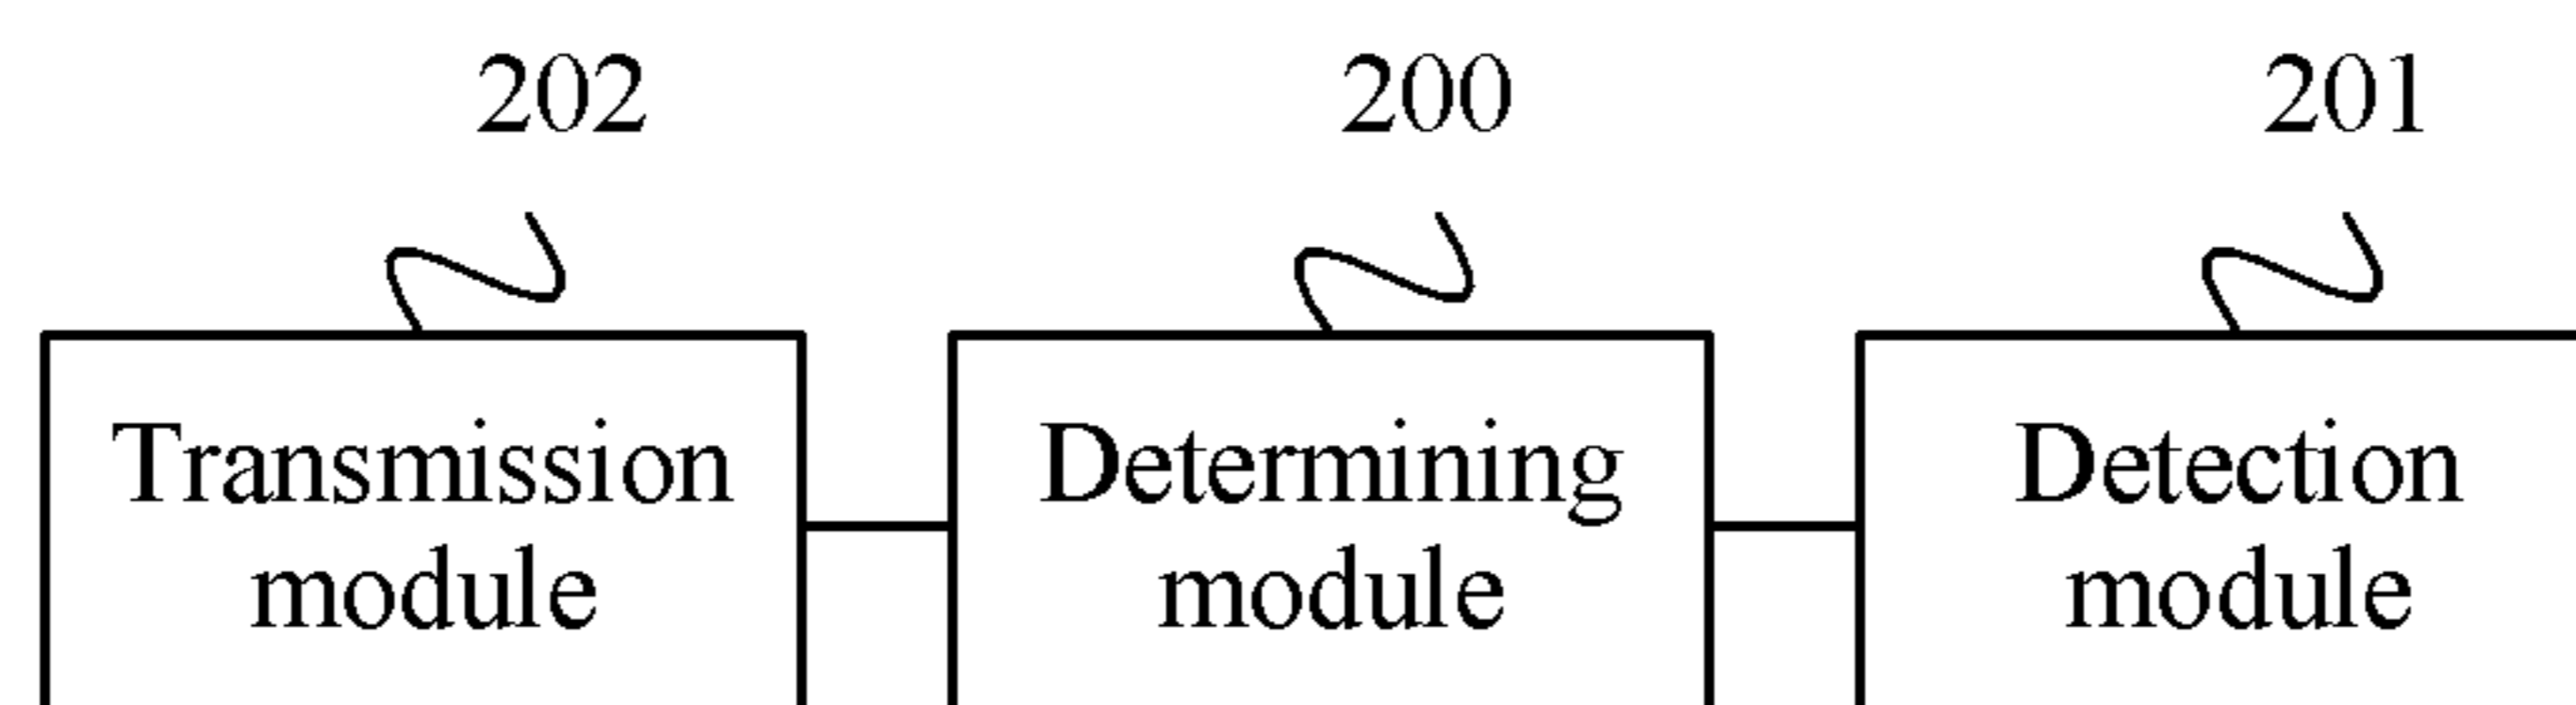 202
200
201
Transmission
module
Determining
module
Detection
module